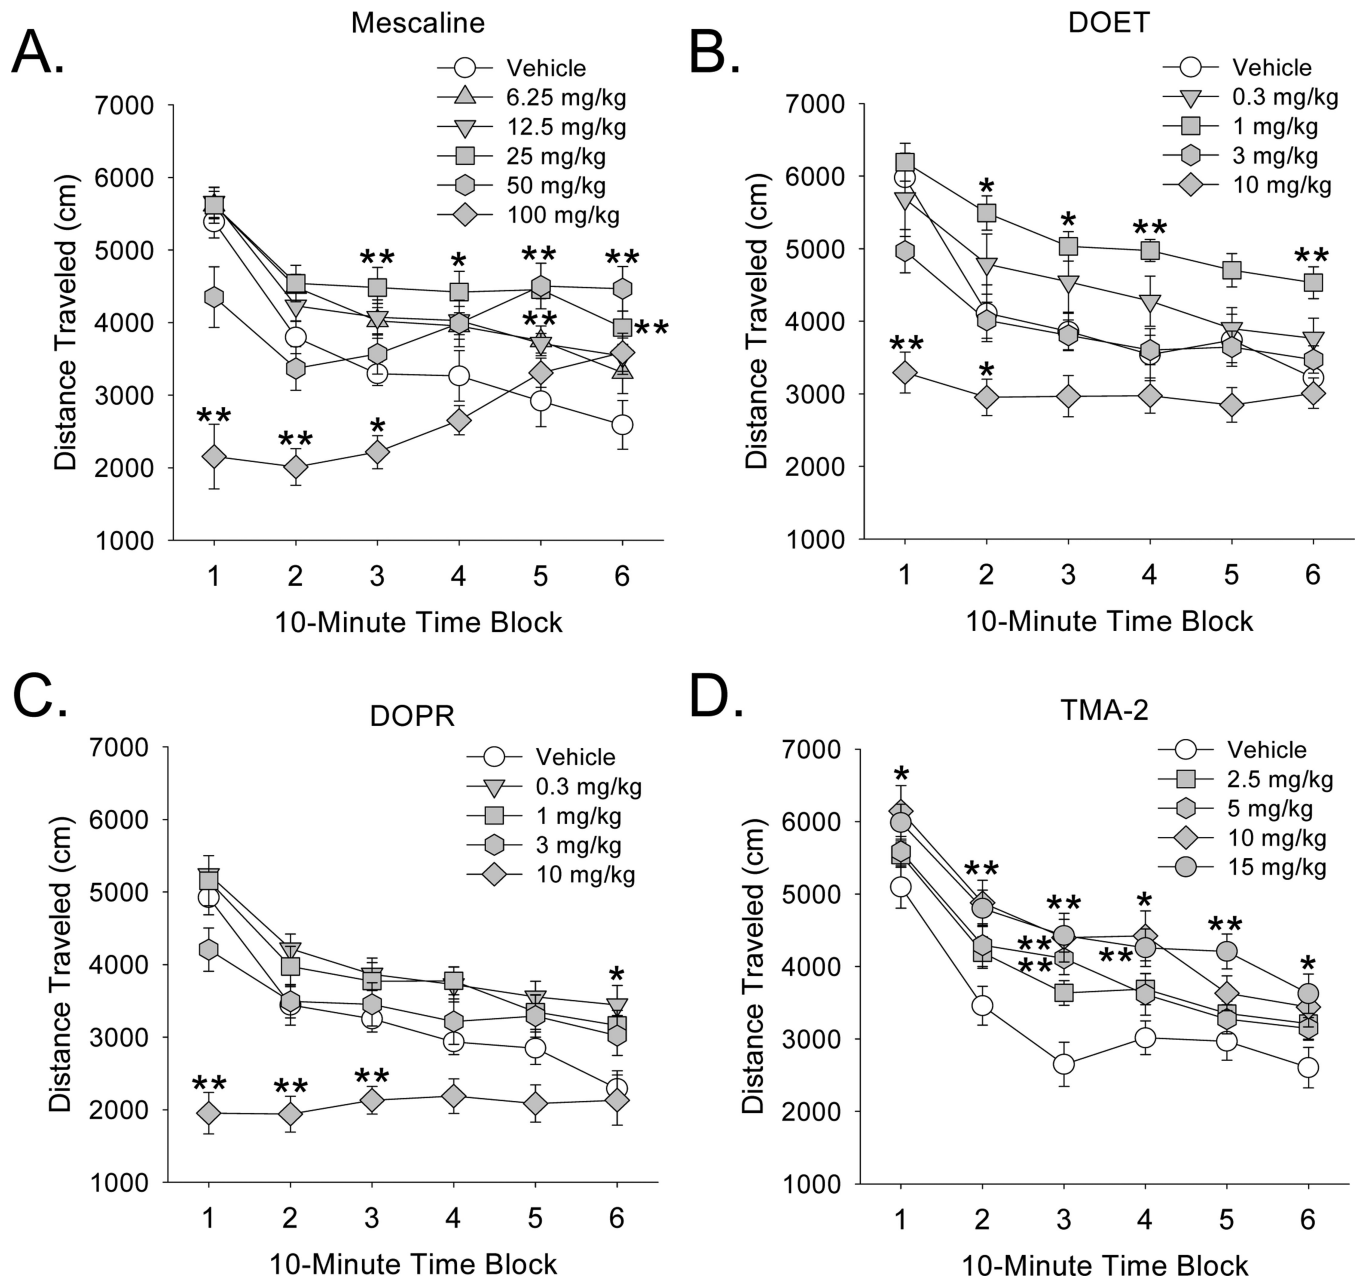 A.
Mescaline
Vehicle
6.25 mg/kg
12.5 mg/kg
25 mg/kg
50 mg/kg
100 mg/kg
Distance Traveled (cm)
7000
6000
5000
4000
3000
2000
1000
** * ** **
** **
** ** *
1 2 3 4 5 6
10-Minute Time Block
B.
DOET
Vehicle
0.3 mg/kg
1 mg/kg
3 mg/kg
10 mg/kg
Distance Traveled (cm)
7000
6000
5000
4000
3000
2000
1000
* * ** **
** *
1 2 3 4 5 6
10-Minute Time Block
C.
DOPR
Vehicle
0.3 mg/kg
1 mg/kg
3 mg/kg
10 mg/kg
Distance Traveled (cm)
7000
6000
5000
4000
3000
2000
1000
*
** ** **
1 2 3 4 5 6
10-Minute Time Block
D.
TMA-2
Vehicle
2.5 mg/kg
5 mg/kg
10 mg/kg
15 mg/kg
Distance Traveled (cm)
7000
6000
5000
4000
3000
2000
1000
* ** ** * ** *
**
** **
1 2 3 4 5 6
10-Minute Time Block